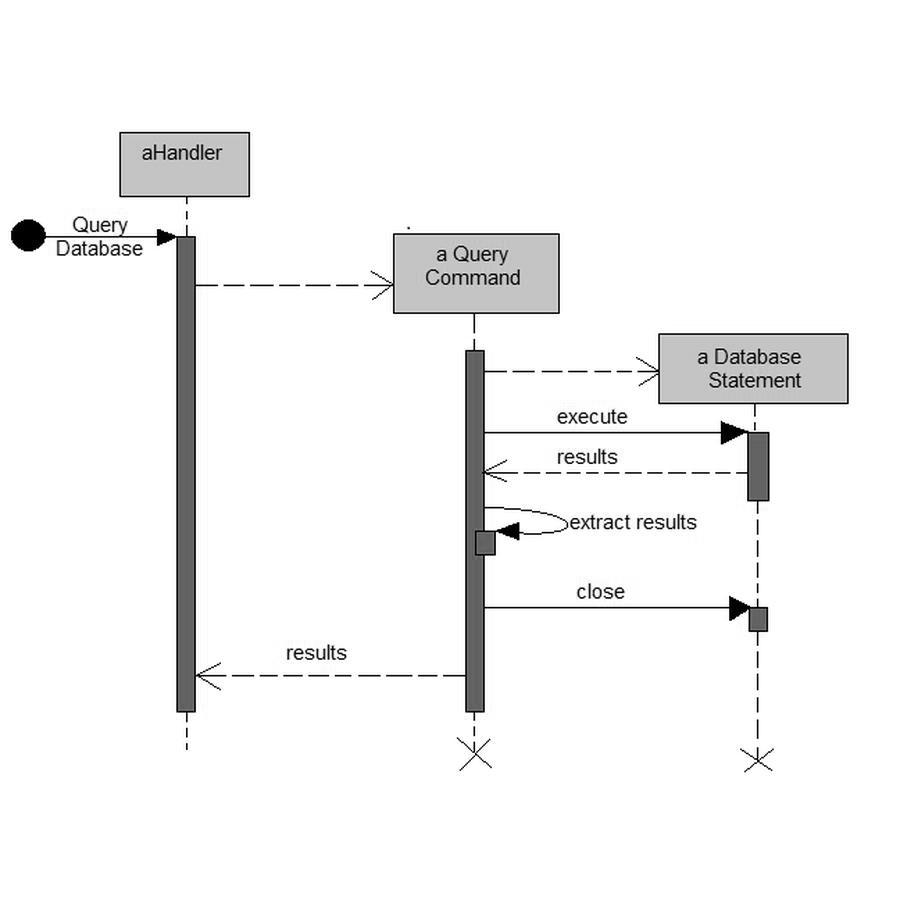 aHandler
Query
Database
a Query
Command
a Database
Statement
execute
results
extract results
close
results